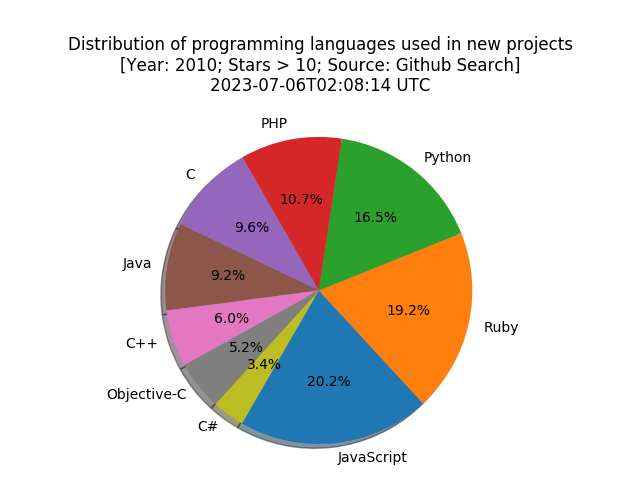 Distribution of programming languages used in new projects
[Year: 2010; Stars > 10; Source: Github Search]
2023-07-06T02:08:14 UTC
PHP
Python
C
10.7%
16.5%
9.6%
Java
9.2%
6.0%
19.2%
Ruby
C++
5.2%
3.4%
20.2%
Objective-C
C#
JavaScript